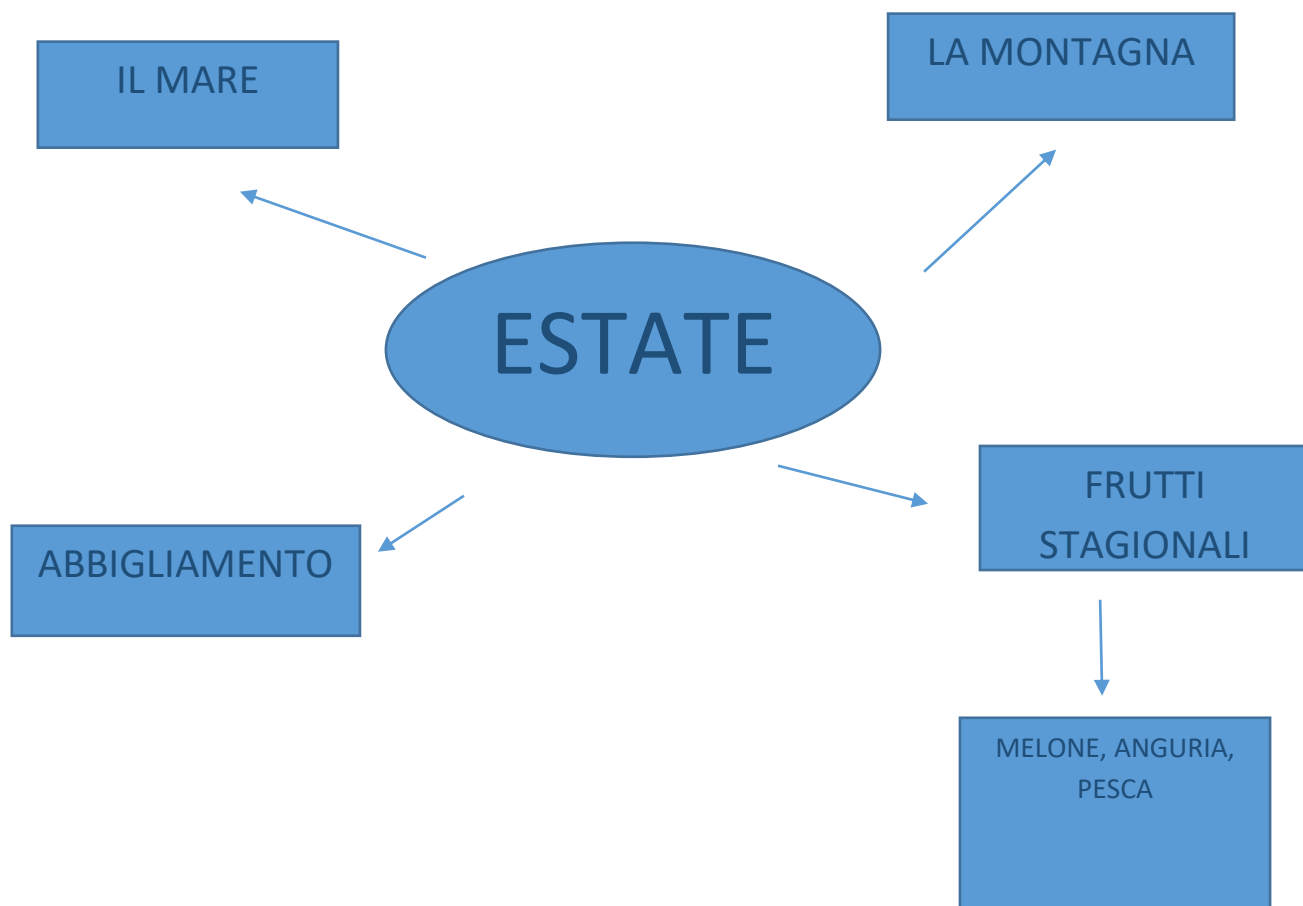 IL MARE
LA MONTAGNA
ESTATE
ABBIGLIAMENTO
FRUTTI
STAGIONALI
MELONE, ANGURIA,
PESCA